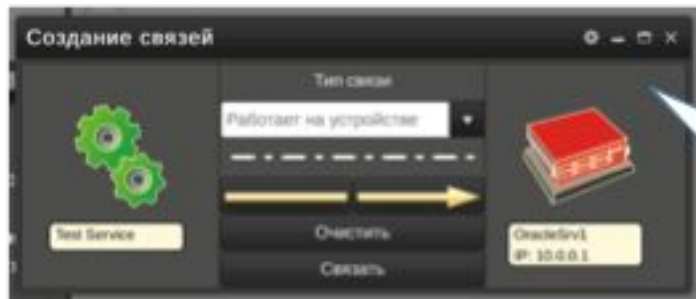 Создание связей
Тип связи
Работает на устройстве
Test Service
Очистить
Связать
OracleSrv1
IP: 10.0.0.1